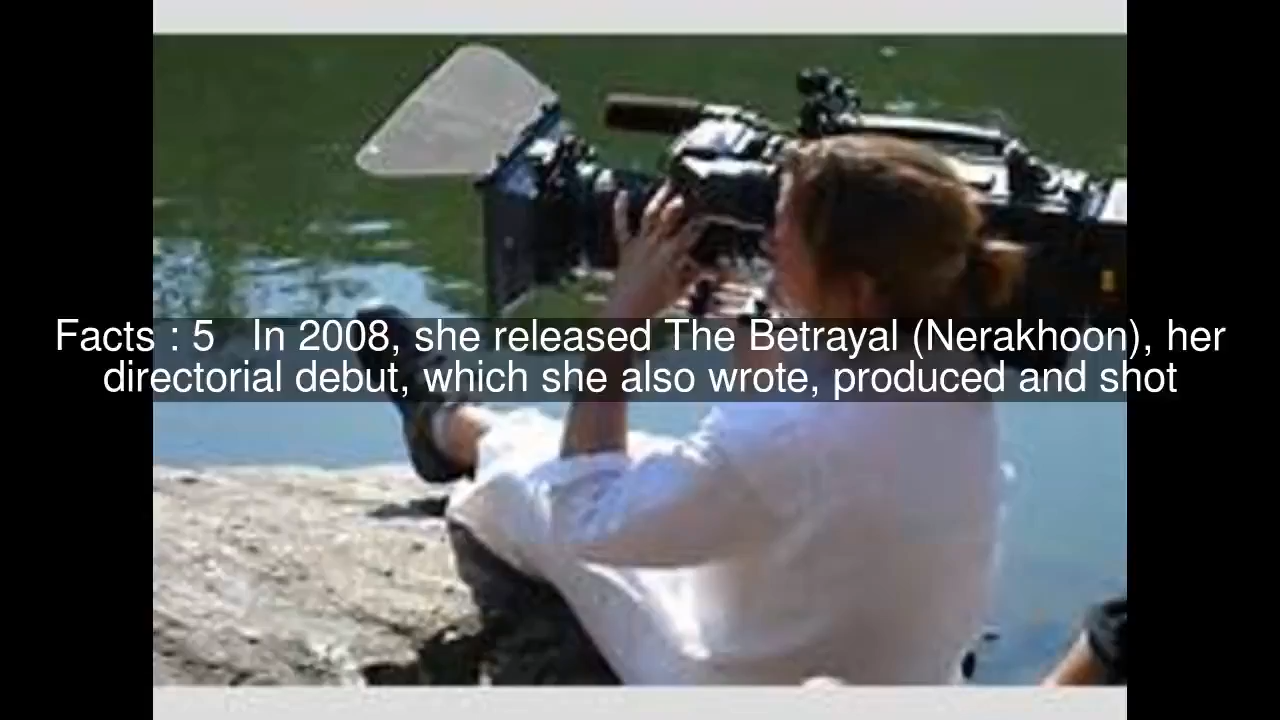 Facts : 5   In 2008, she released The Betrayal (Nerakhoon), her
directorial debut, which she also wrote, produced and shot